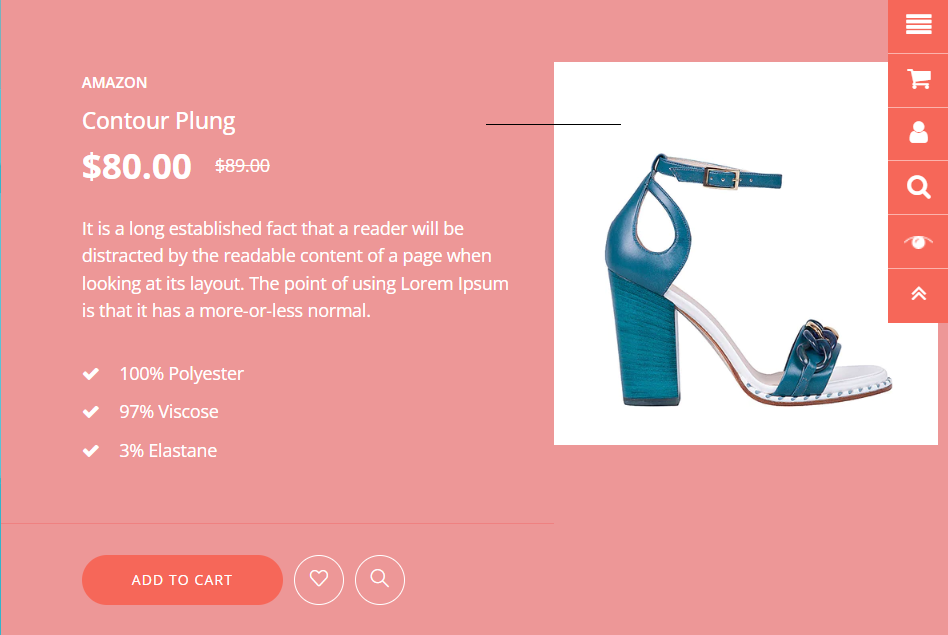 AMAZON
Contour Plung
$80.00 $89.00
It is a long established fact that a reader will be
distracted by the readable content of a page when
looking at its layout. The point of using Lorem Ipsum
is that it has a more-or-less normal.
100% Polyester
97% Viscose
3% Elastane
ADD TO CART